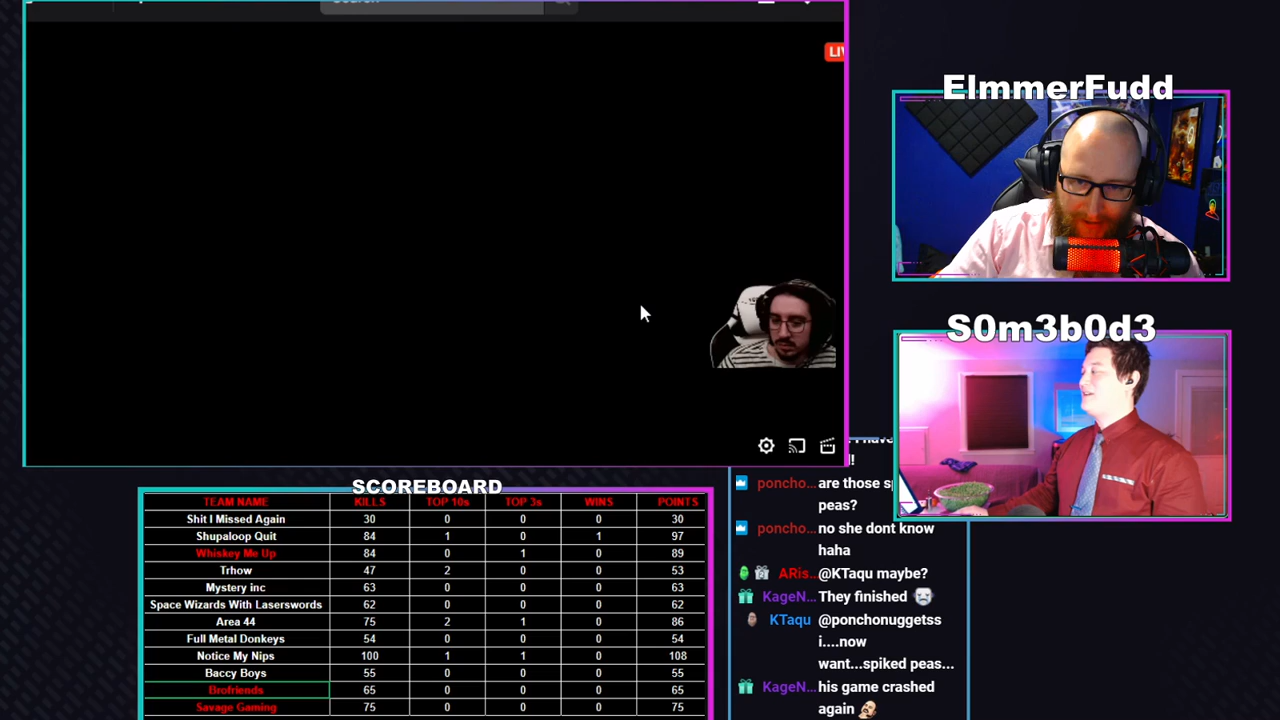 Search
LI
ElmmerFudd
S0m3b0d3
SCOREBOARD
TEAM NAME KILLS TOP 10s TOP 3s WINS POINTS
Shit I Missed Again 30 0 0 0 30
Shupaloop Quit 84 1 0 1 97
Whiskey Me Up 84 0 1 0 89
Trhow 47 2 0 0 53
Mystery inc 63 0 0 0 63
Space Wizards With Laserswords 62 0 0 0 62
Area 44 75 2 1 0 86
Full Metal Donkeys 54 0 0 0 54
Notice My Nips 100 1 1 0 108
Baccy Boys 55 0 0 0 55
Brofriends 65 0 0 0 65
Savage Gaming 75 0 0 0 75
poncho... are those
peas?
poncho... no she dont know
haha
ARis... @KTaqu maybe?
KageN... They finished
KTaqu @ponchonuggetss
i....now
want...spiked peas...
KageN... his game crashed
again